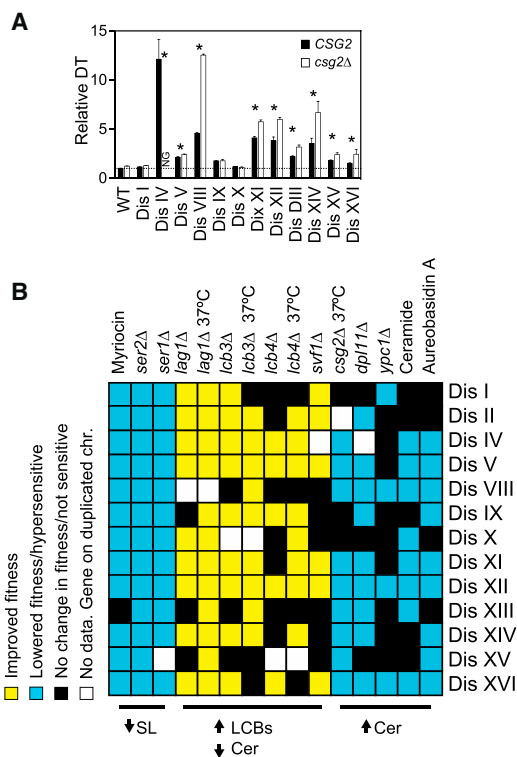 A
Relative DT
15
10
5
0
CSG2
csg2Δ
*
*
*
*
*
*
*
*
*
NG
WT
Dis I
Dis IV
Dis V
Dis VIII
Dis IX
Dis X
Dix XI
Dis XII
Dis DIII
Dis XIV
Dis XV
Dis XVI
B
Myriocin
ser2Δ
ser1Δ
lag1Δ
lag1Δ 37ºC
lcb3Δ
lcb3Δ 37ºC
lcb4Δ
lcb4Δ 37ºC
svf1Δ
csg2Δ 37ºC
dpl11Δ
ypc1Δ
Ceramide
Aureobasidin A
Dis I
Dis II
Dis IV
Dis V
Dis VIII
Dis IX
Dis X
Dis XI
Dis XII
Dis XIII
Dis XIV
Dis XV
Dis XVI
Improved fitness
Lowered fitness/hypersensitive
No change in fitness/not sensitive
No data. Gene on duplicated chr.
↓SL
↑ LCBs
↓ Cer
↑Cer